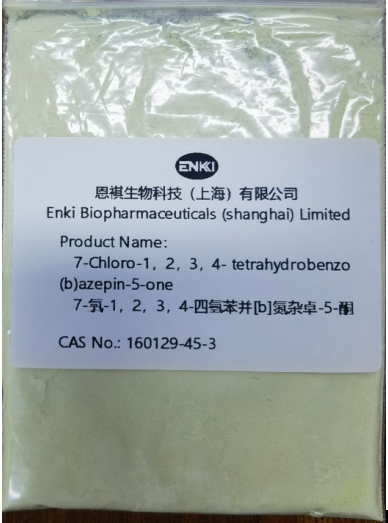 ENKI
恩祺生物科技（上海）有限公司
Enki Biopharmaceuticals (shanghai) Limited
Product Name:
7-Chloro-1, 2, 3, 4- tetrahydrobenzo
(b)azepin-5-one
7-氯-1, 2, 3, 4-四氢苯并[b]氮杂卓-5-酮
CAS No.: 160129-45-3